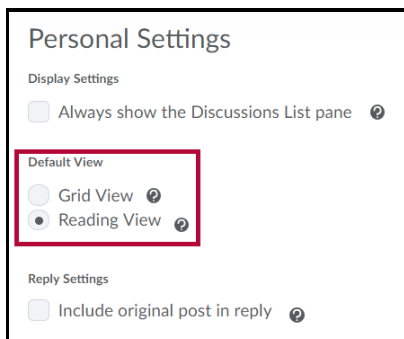 Personal Settings
Display Settings
Always show the Discussions List pane ?
Default View
Grid View ?
Reading View ?
Reply Settings
Include original post in reply ?